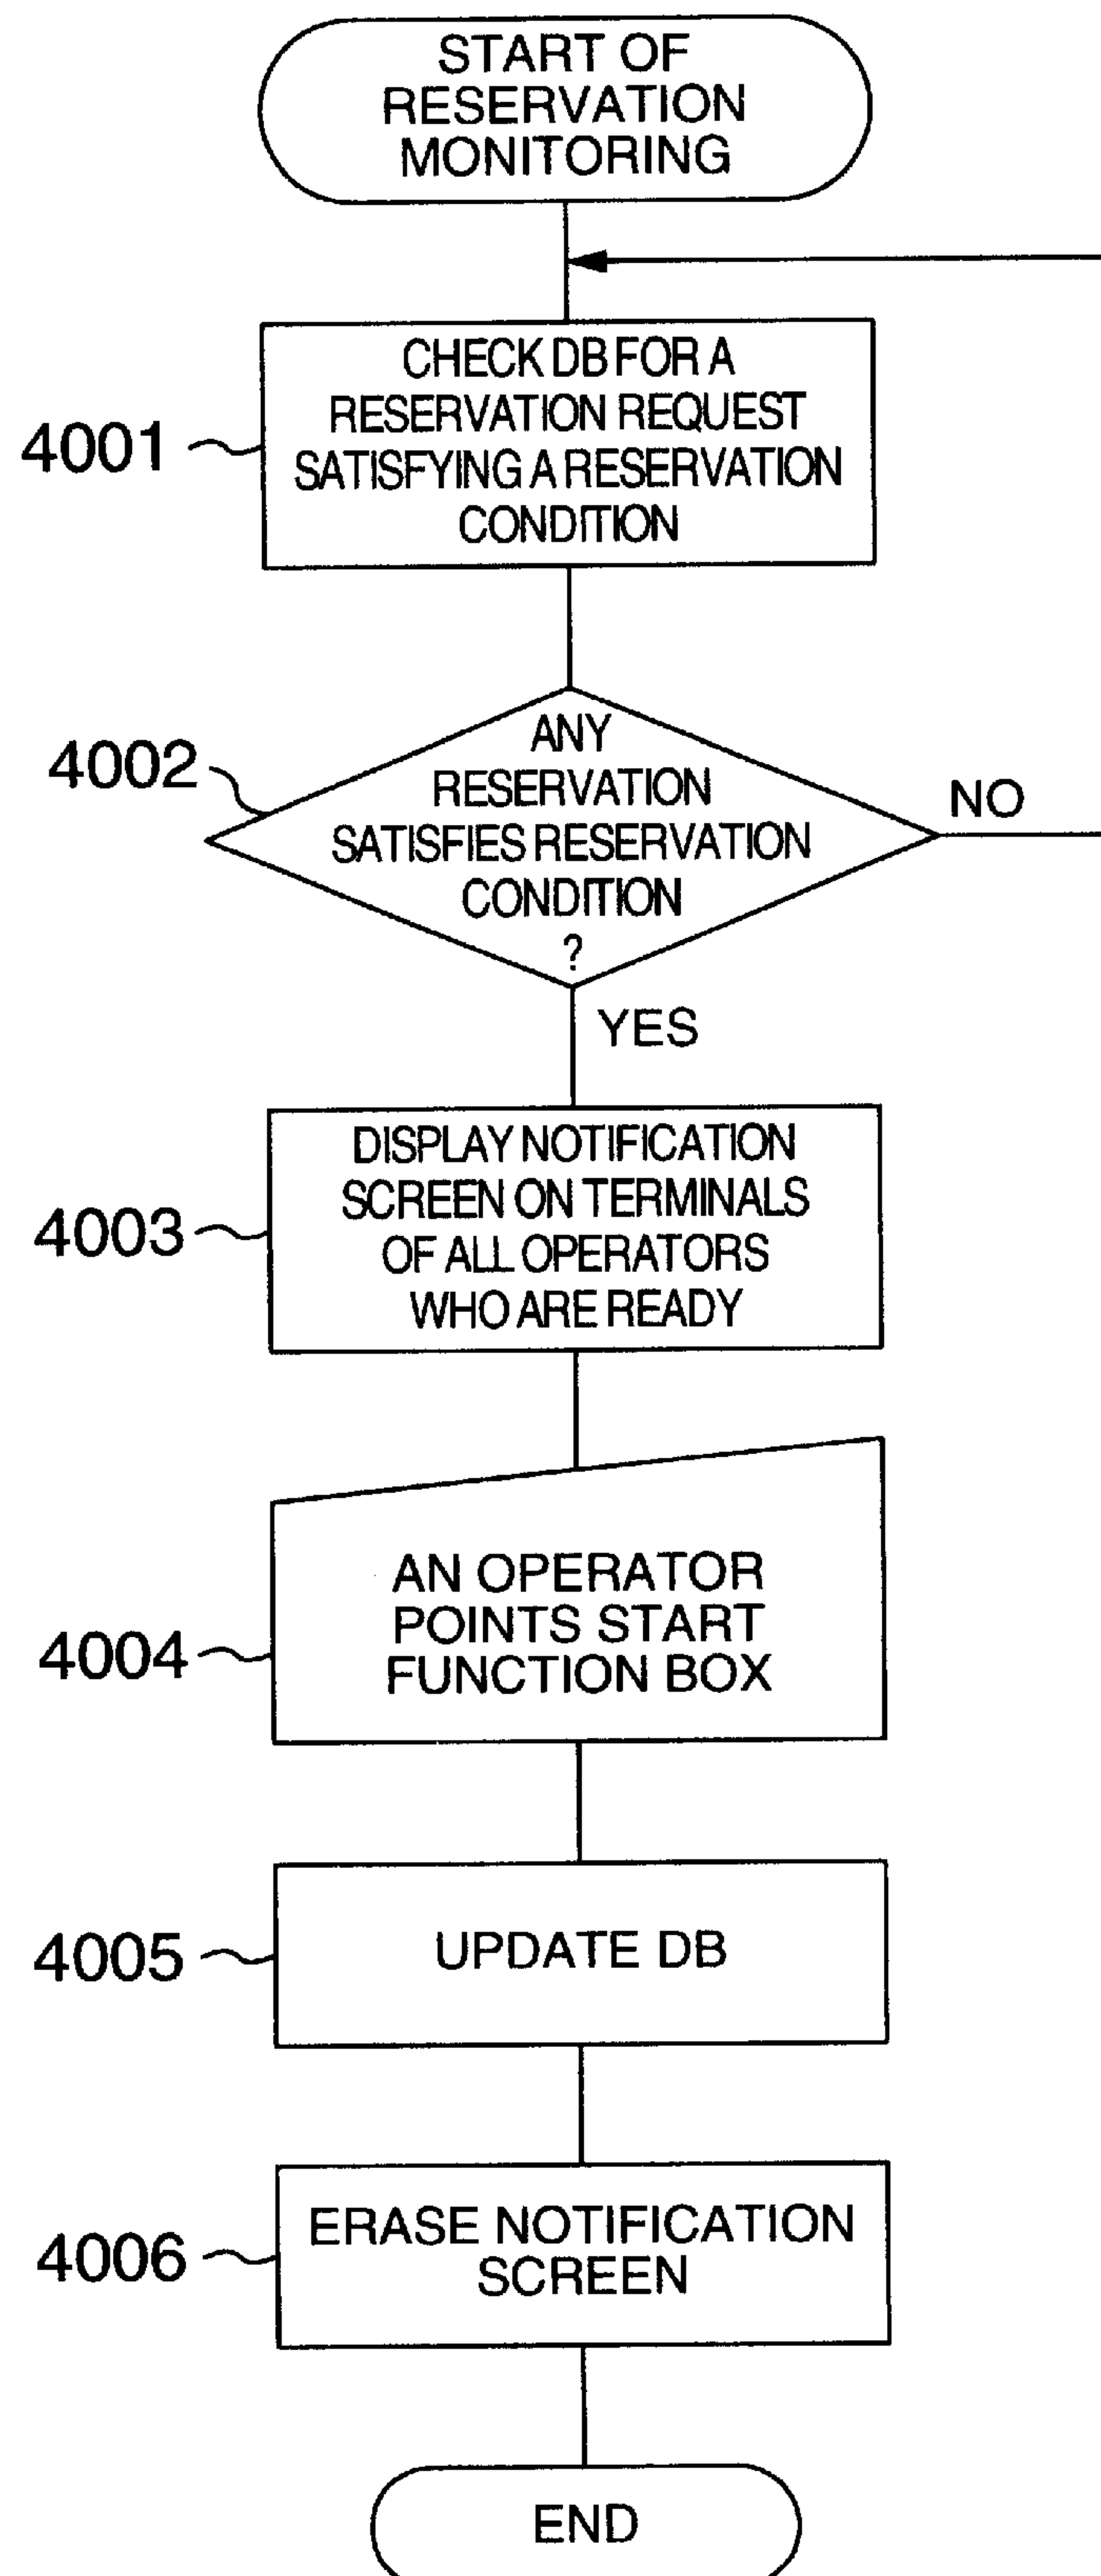 START OF
RESERVATION
MONITORING
CHECK DB FOR A
RESERVATION REQUEST
SATISFYING A RESERVATION
CONDITION
4001
ANY
RESERVATION
SATISFIES RESERVATION
CONDITION
?
4002
NO
YES
DISPLAY NOTIFICATION
SCREEN ON TERMINALS
OF ALL OPERATORS
WHO ARE READY
4003
AN OPERATOR
POINTS START
FUNCTION BOX
4004
UPDATE DB
4005
ERASE NOTIFICATION
SCREEN
4006
END